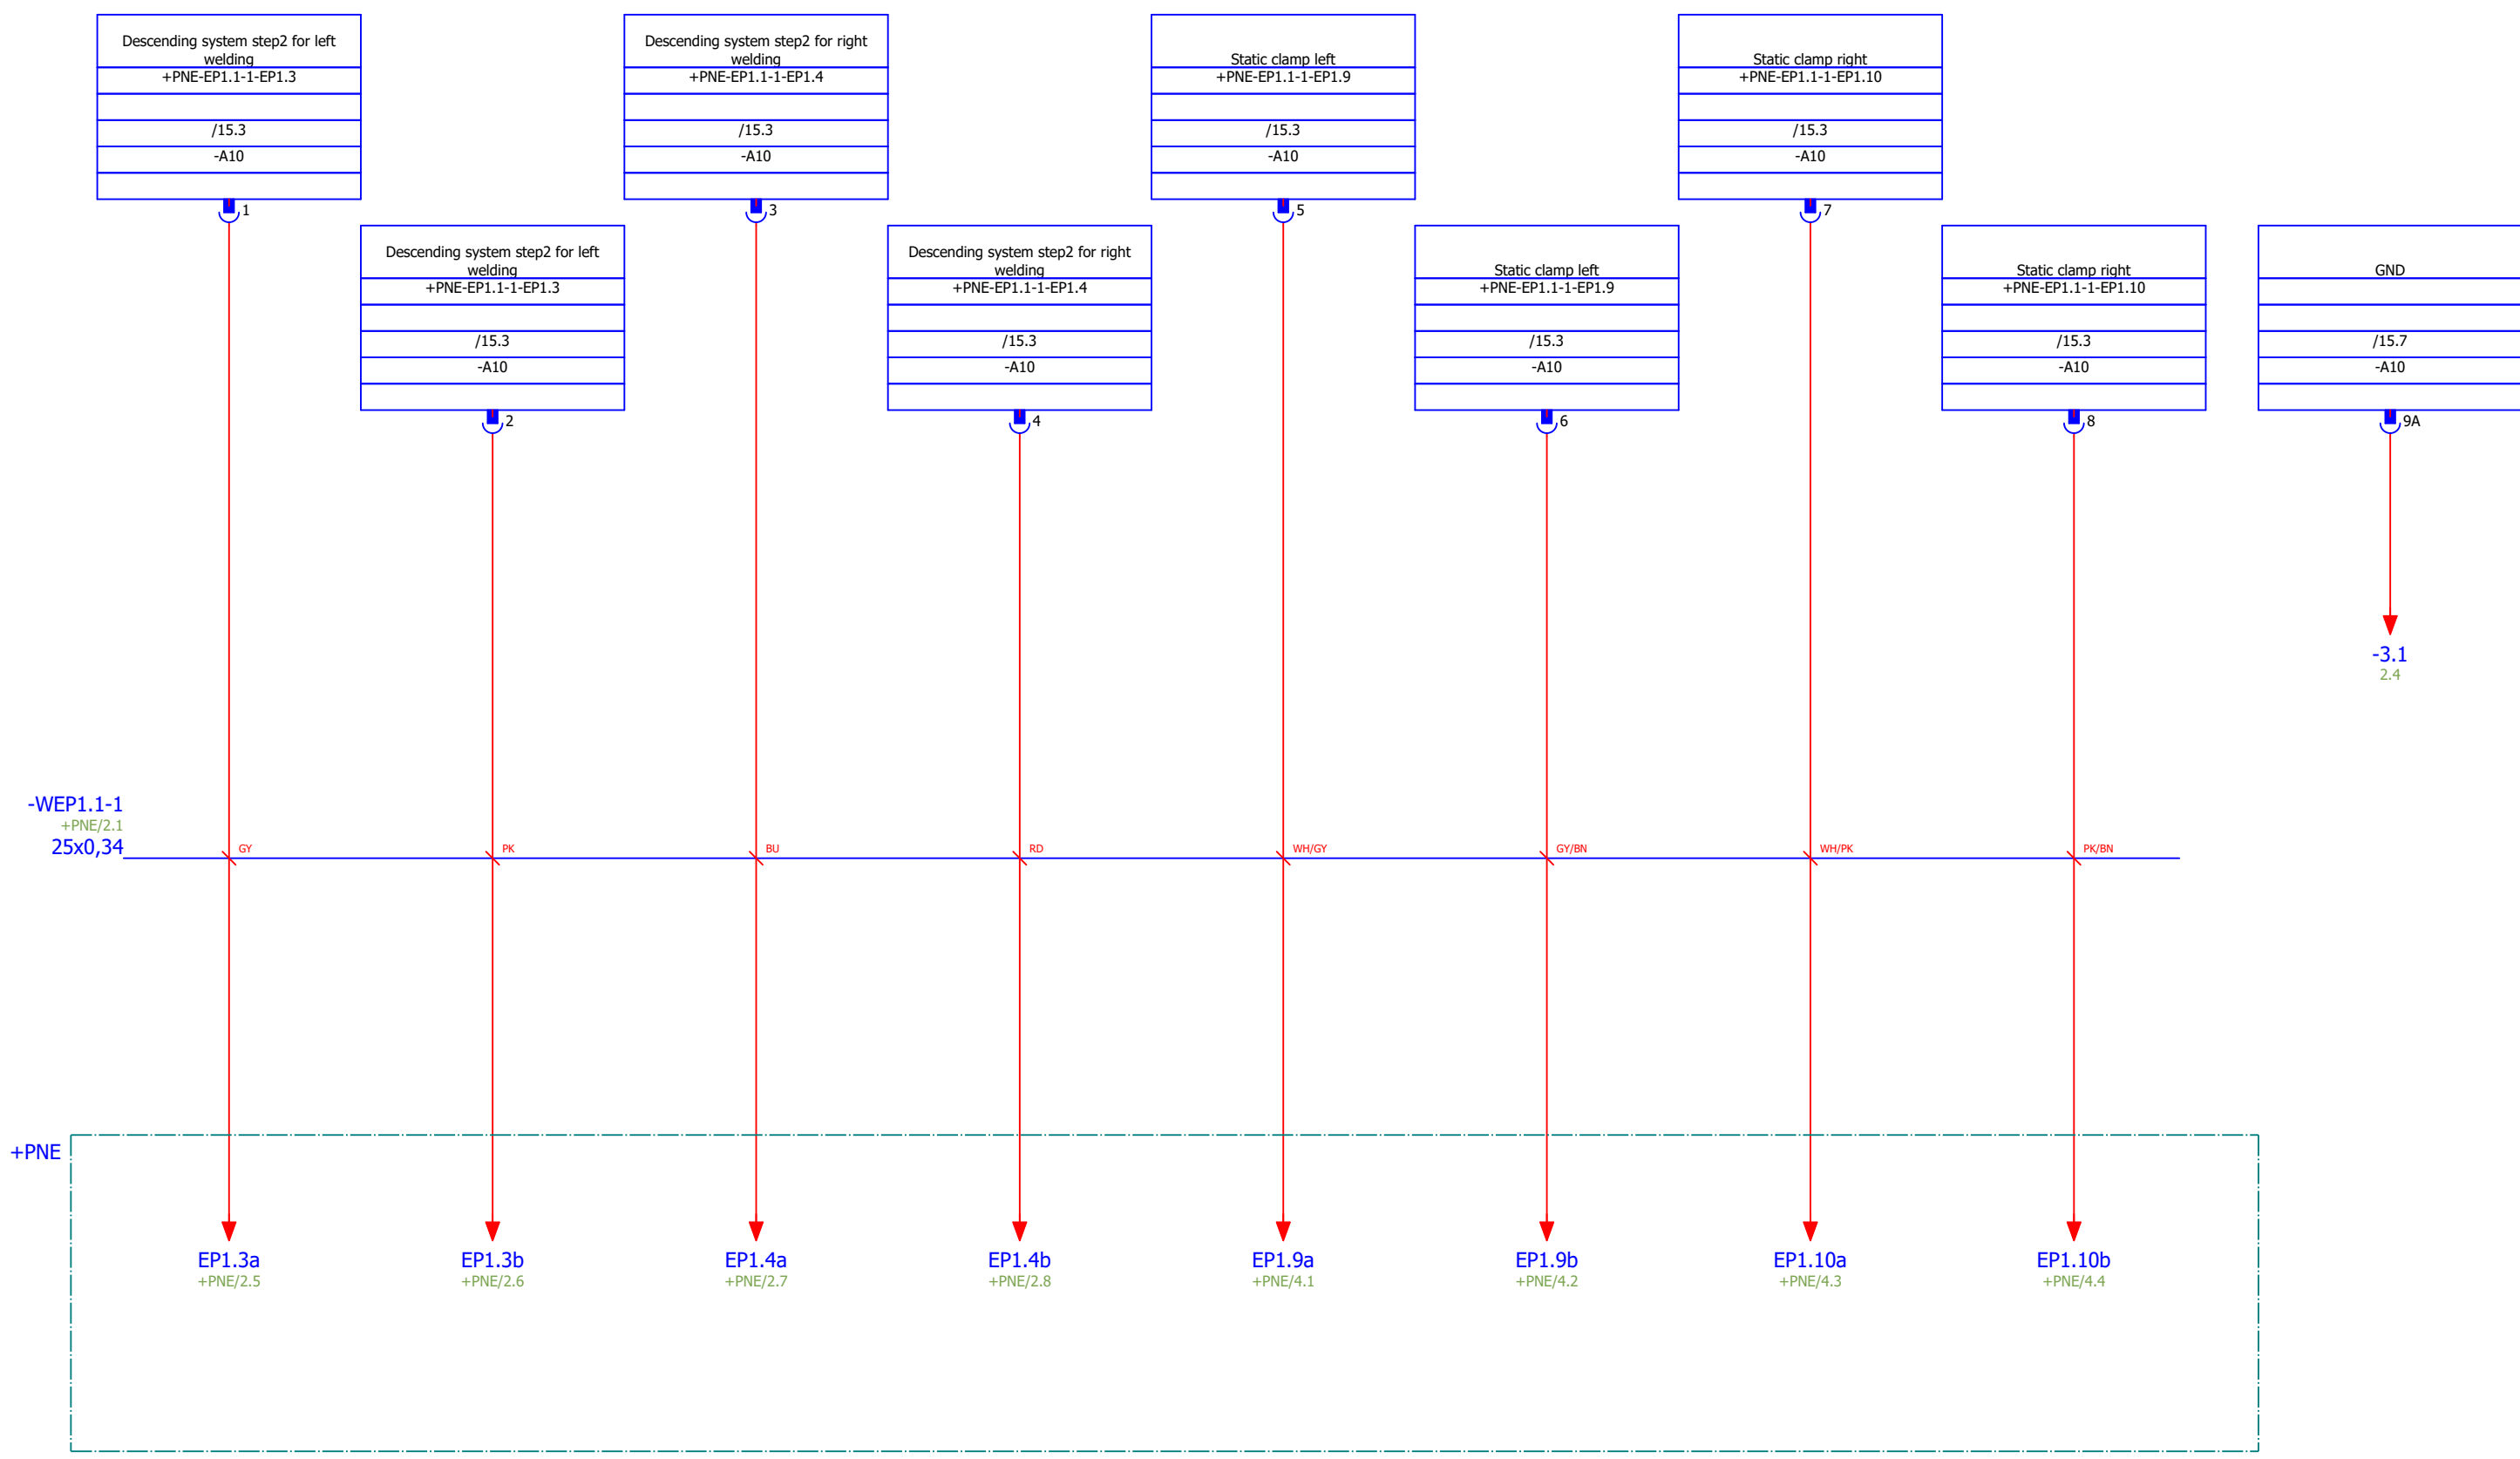 Descending system step2 for left
welding
+PNE-EP1.1-1-EP1.3
/15.3
-A10
1
Descending system step2 for right
welding
+PNE-EP1.1-1-EP1.4
/15.3
-A10
3
Static clamp left
+PNE-EP1.1-1-EP1.9
/15.3
-A10
5
Static clamp right
+PNE-EP1.1-1-EP1.10
/15.3
-A10
7
Descending system step2 for left
welding
+PNE-EP1.1-1-EP1.3
/15.3
-A10
2
Descending system step2 for right
welding
+PNE-EP1.1-1-EP1.4
/15.3
-A10
4
Static clamp left
+PNE-EP1.1-1-EP1.9
/15.3
-A10
6
Static clamp right
+PNE-EP1.1-1-EP1.10
/15.3
-A10
8
GND
/15.7
-A10
9A
-3.1
2.4
-WEP1.1-1
+PNE/2.1
25x0,34
GY
PK
BU
RD
WH/GY
GY/BN
WH/PK
PK/BN
+PNE
EP1.3a
+PNE/2.5
EP1.3b
+PNE/2.6
EP1.4a
+PNE/2.7
EP1.4b
+PNE/2.8
EP1.9a
+PNE/4.1
EP1.9b
+PNE/4.2
EP1.10a
+PNE/4.3
EP1.10b
+PNE/4.4